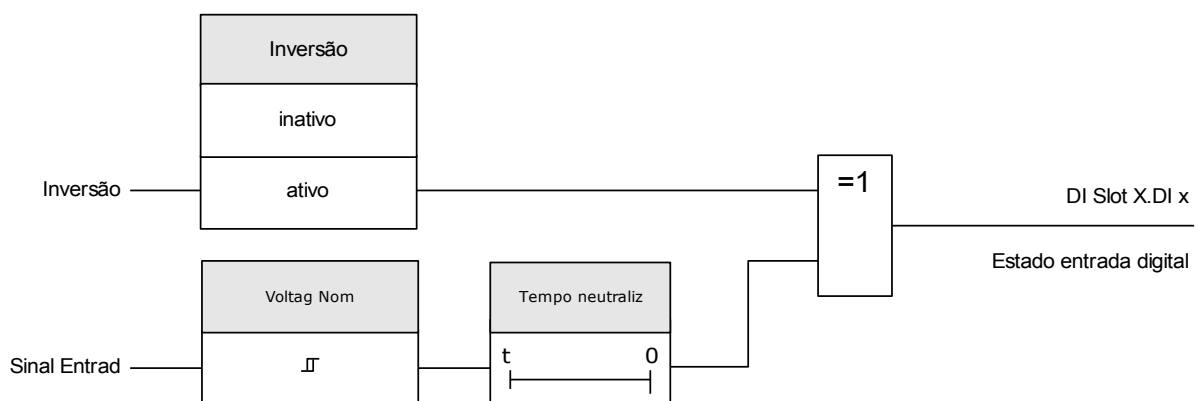 Inversão
inativo
Inversão
ativo
=1
DI Slot X.DI x
Estado entrada digital
Voltag Nom
Tempo neutraliz
Sinal Entrad
t
0